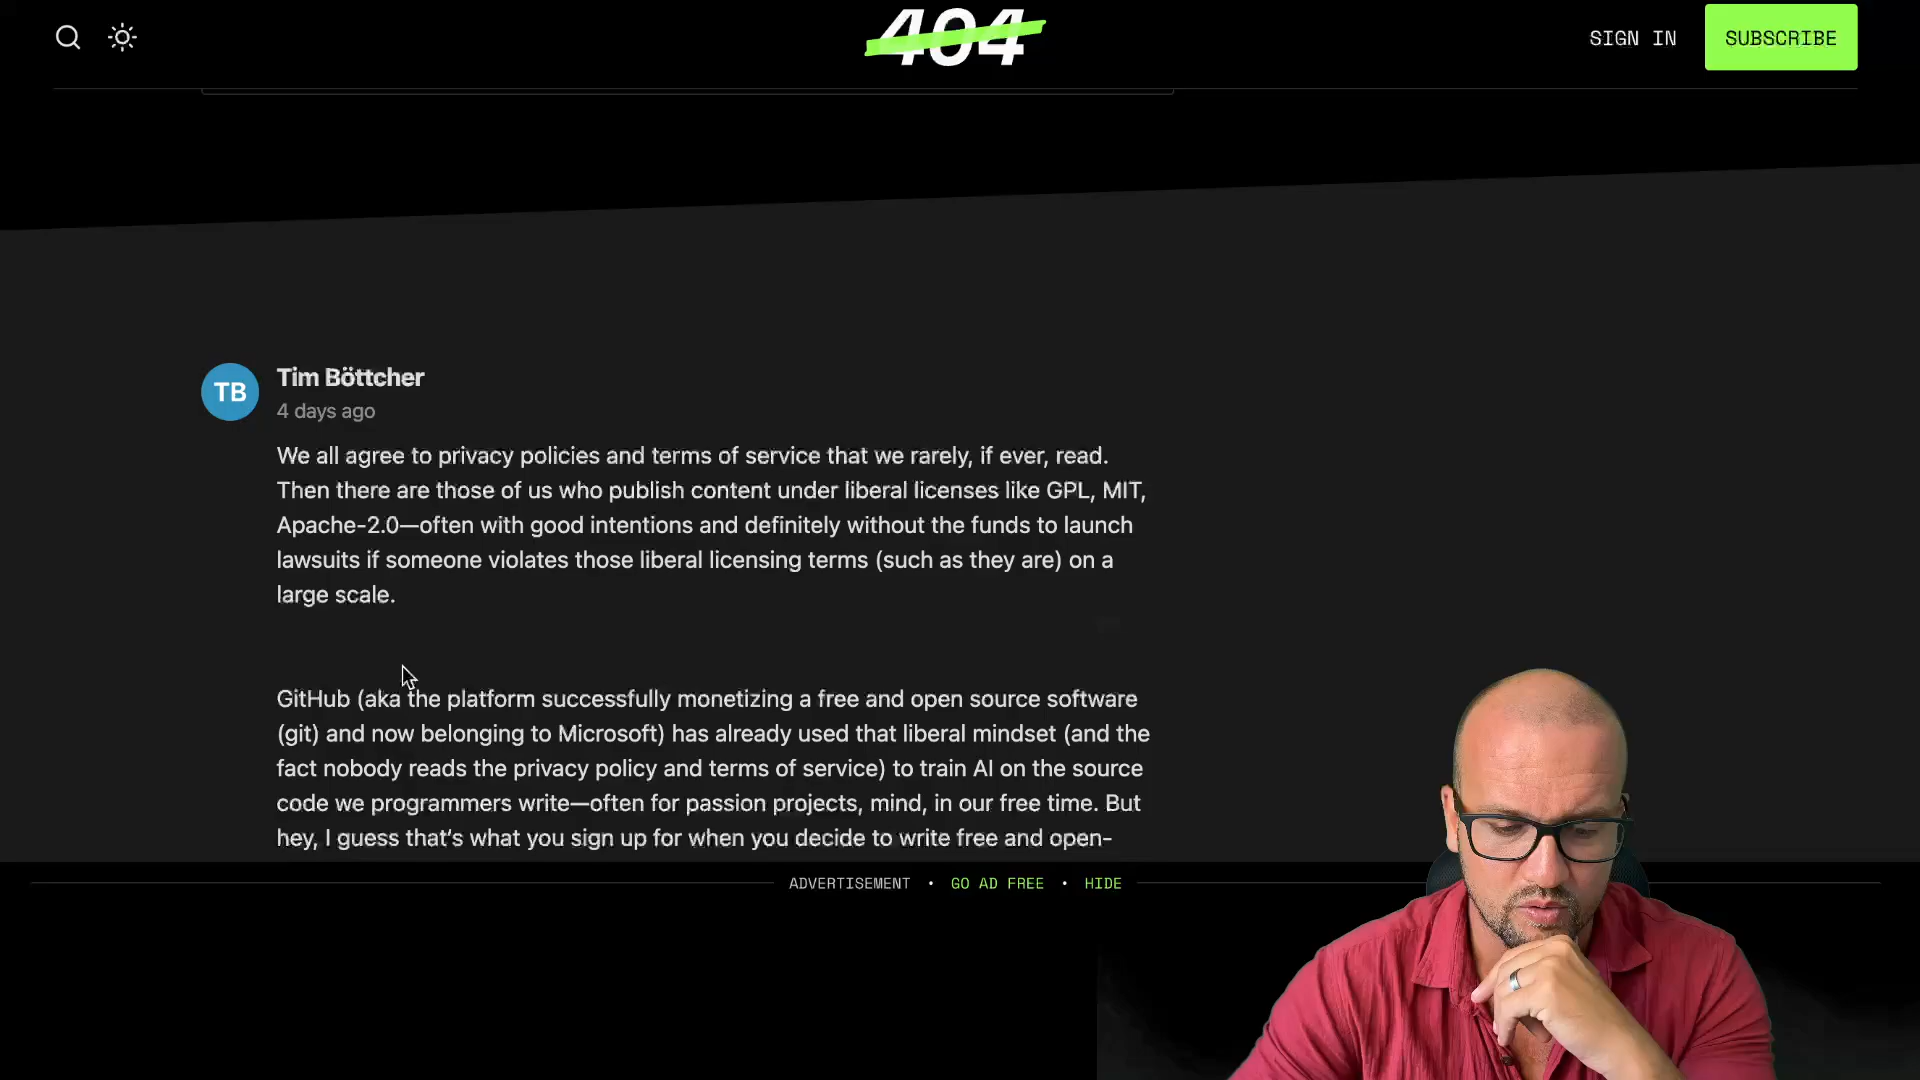 404
SIGN IN
SUBSCRIBE
TB
Tim Böttcher
4 days ago
We all agree to privacy policies and terms of service that we rarely, if ever, read.
Then there are those of us who publish content under liberal licenses like GPL, MIT,
Apache-2.0—often with good intentions and definitely without the funds to launch
lawsuits if someone violates those liberal licensing terms (such as they are) on a
large scale.
GitHub (aka the platform successfully monetizing a free and open source software
(git) and now belonging to Microsoft) has already used that liberal mindset (and the
fact nobody reads the privacy policy and terms of service) to train AI on the source
code we programmers write—often for passion projects, mind, in our free time. But
hey, I guess that's what you sign up for when you decide to write free and open-
ADVERTISEMENT • GO AD FREE • HIDE